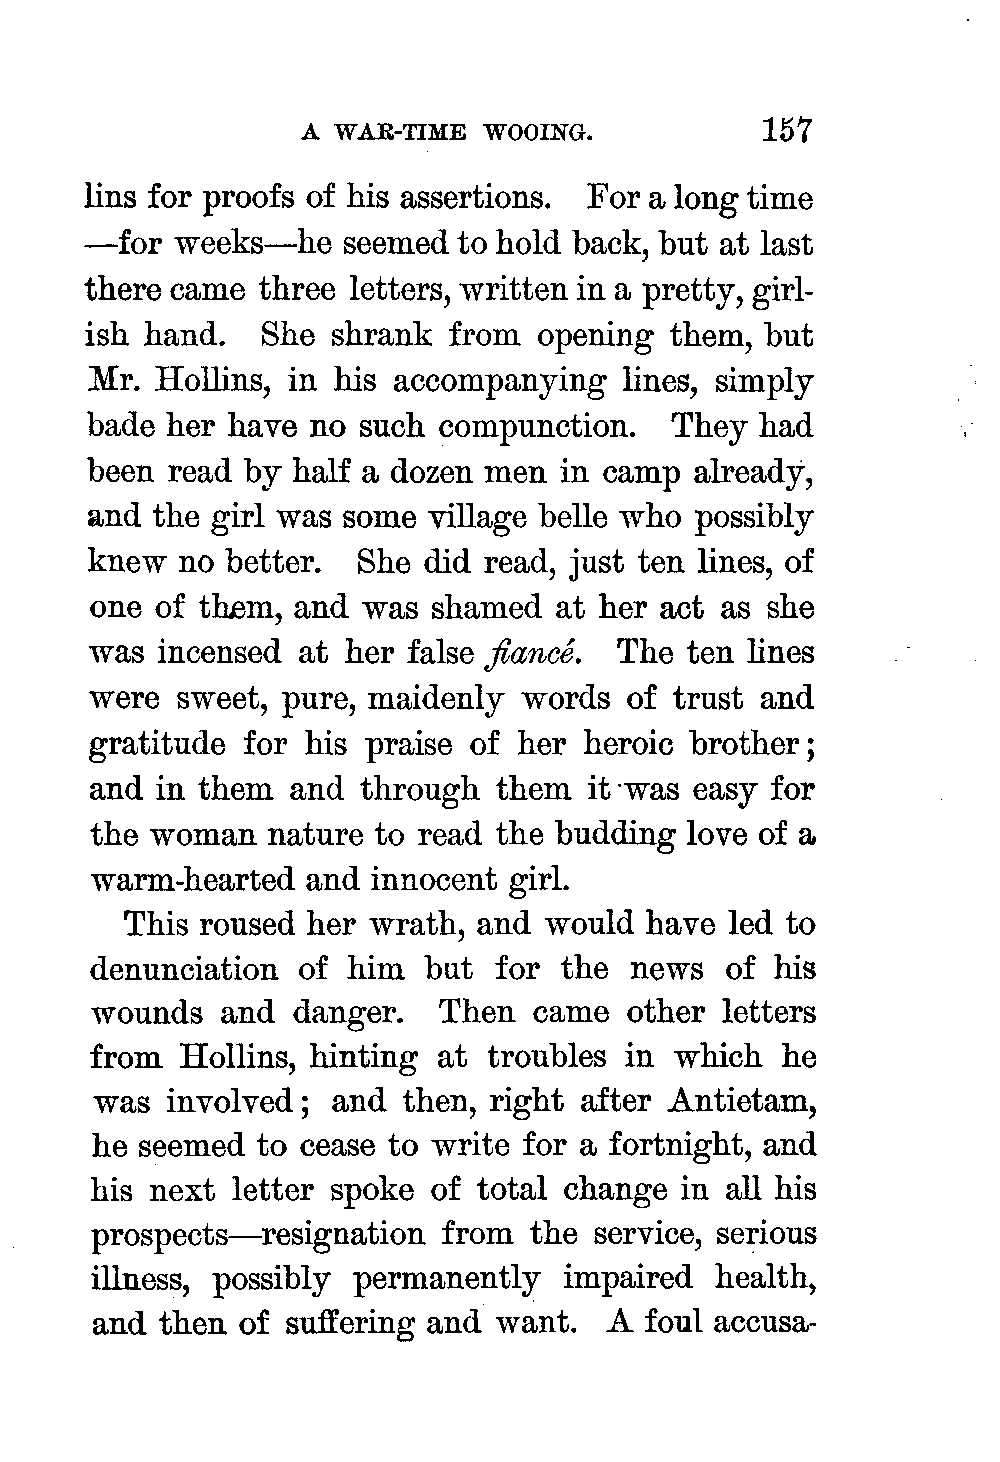 A WAR-TIME WOOING. 157
lins for proofs of his assertions. For a long time
—for weeks—he seemed to hold back, but at last
there came three letters, written in a pretty, girl-
ish hand. She shrank from opening them, but
Mr. Hollins, in his accompanying lines, simply
bade her have no such compunction. They had
been read by half a dozen men in camp already,
and the girl was some village belle who possibly
knew no better. She did read, just ten lines, of
one of them, and was shamed at her act as she
was incensed at her false fiancé. The ten lines
were sweet, pure, maidenly words of trust and
gratitude for his praise of her heroic brother;
and in them and through them it was easy for
the woman nature to read the budding love of a
warm-hearted and innocent girl.
This roused her wrath, and would have led to
denunciation of him but for the news of his
wounds and danger. Then came other letters
from Hollins, hinting at troubles in which he
was involved; and then, right after Antietam,
he seemed to cease to write for a fortnight, and
his next letter spoke of total change in all his
prospects—resignation from the service, serious
illness, possibly permanently impaired health,
and then of suffering and want. A foul accusa-